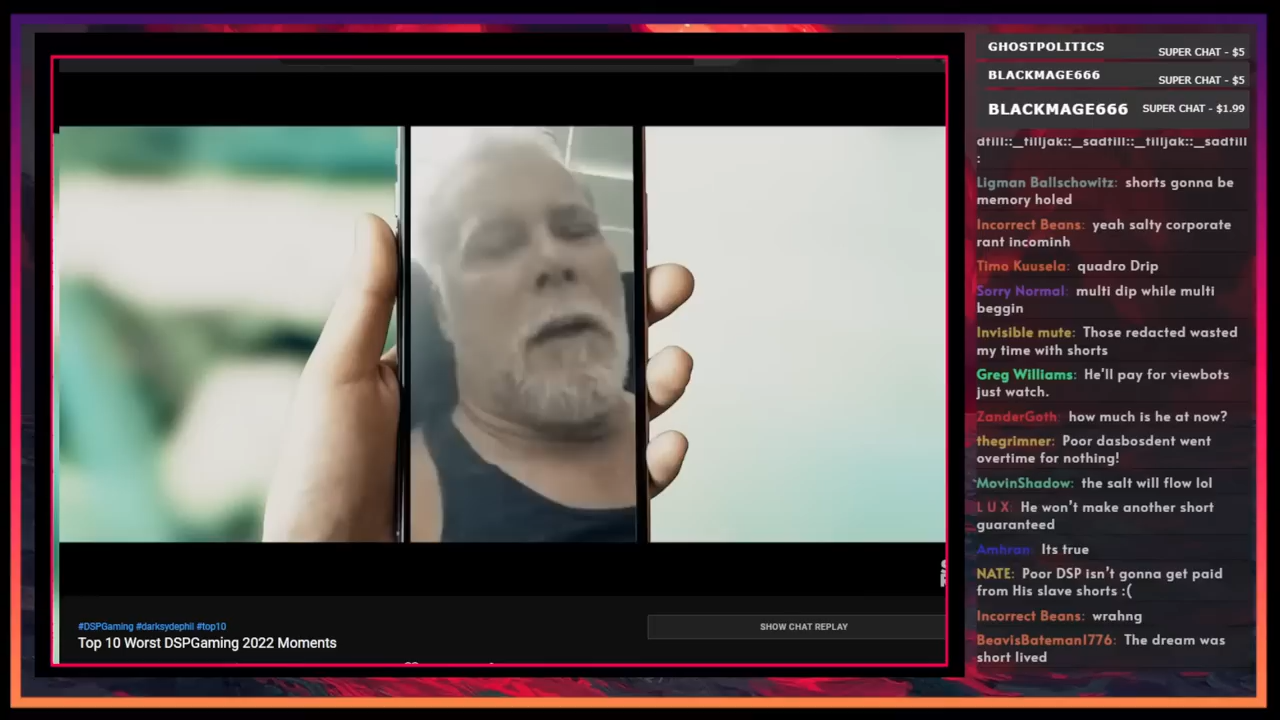 GHOSTPOLITICS
SUPER CHAT - $5
BLACKMAGE666
SUPER CHAT - $5
BLACKMAGE666
SUPER CHAT - $1.99
dtill::__tilljak::__sadtill::__tilljak::__sadtill
:
Ligman Ballschowitz: shorts gonna be
memory holed
Incorrect Beans: yeah salty corporate
rant incominh
Timo Kuusela: quadro Drip
Sorry Normal: multi dip while multi
beggin
Invisible mute: Those redacted wasted
my time with shorts
Greg Williams: He'll pay for viewbots
just watch.
ZanderGoth: how much is he at now?
thegrimner: Poor dasbosdent went
overtime for nothing!
MovinShadow: the salt will flow lol
L U X: He won't make another short
guaranteed
Amhran: Its true
NATE: Poor DSP isn't gonna get paid
from His slave shorts :(
Incorrect Beans: wrahng
BeavisBateman1776: The dream was
short lived
#DSPGaming #darksydephil #top10
Top 10 Worst DSPGaming 2022 Moments
SHOW CHAT REPLAY